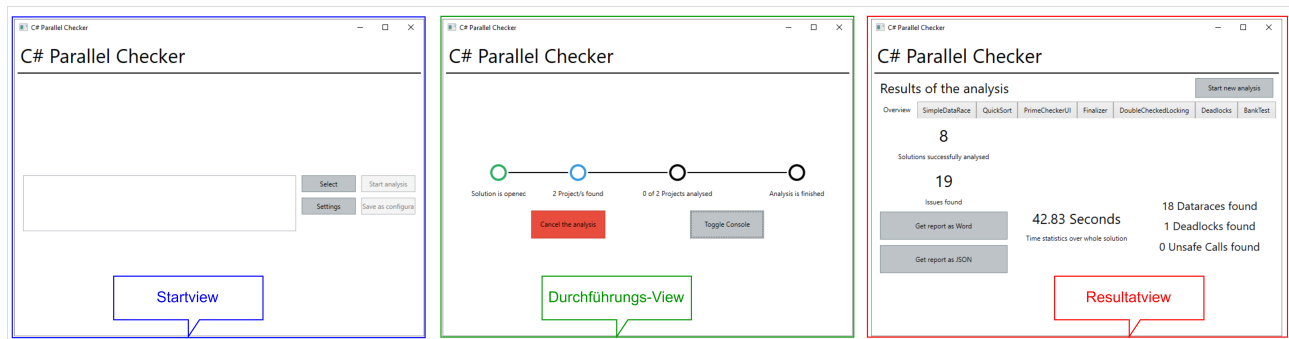 C# Parallel Checker
C# Parallel Checker
Select
Start analysis
Settings
Save as configura
Startview
C# Parallel Checker
C# Parallel Checker
Solution is openec
2 Project/s found
0 of 2 Projects analysed
Analysis is finished
Cancel the analysis
Toggle Console
Durchführungs-View
C# Parallel Checker
C# Parallel Checker
Results of the analysis
Start new analysis
Overview
SimpleDataRace
QuickSort
PrimeCheckerUI
Finalizer
DoubleCheckedLocking
Deadlocks
BankTest
8
Solutions successfully analysed
19
Issues found
Get report as Word
Get report as JSON
42.83 Seconds
Time statistics over whole solution
18 Dataraces found
1 Deadlocks found
0 Unsafe Calls found
Resultatview